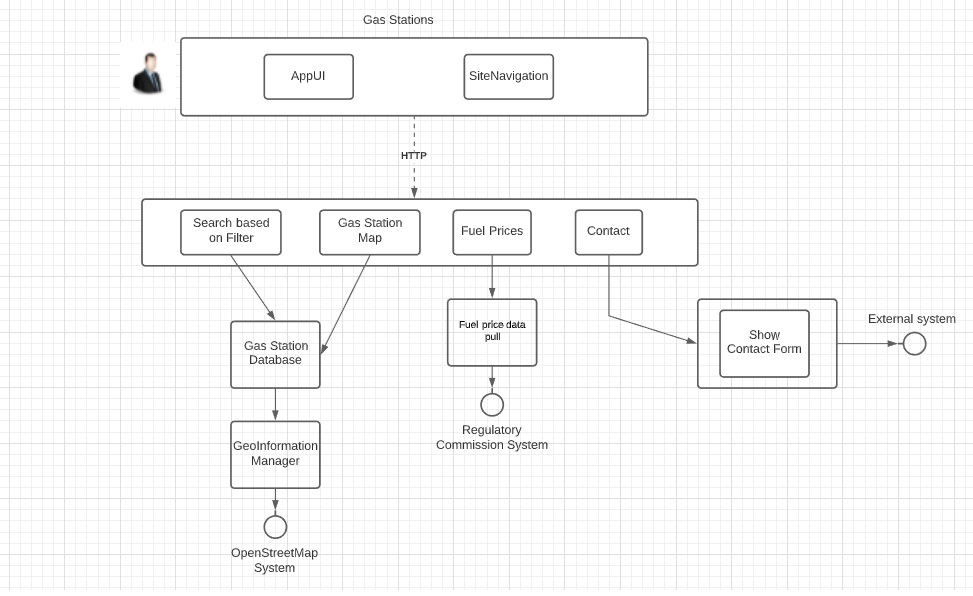 Gas Stations
AppUI
SiteNavigation
HTTP
Search based
on Filter
Gas Station
Map
Fuel Prices
Contact
Gas Station
Database
Fuel price data
pull
Show
Contact Form
External system
Regulatory
Commission System
GeoInformation
Manager
OpenStreetMap
System